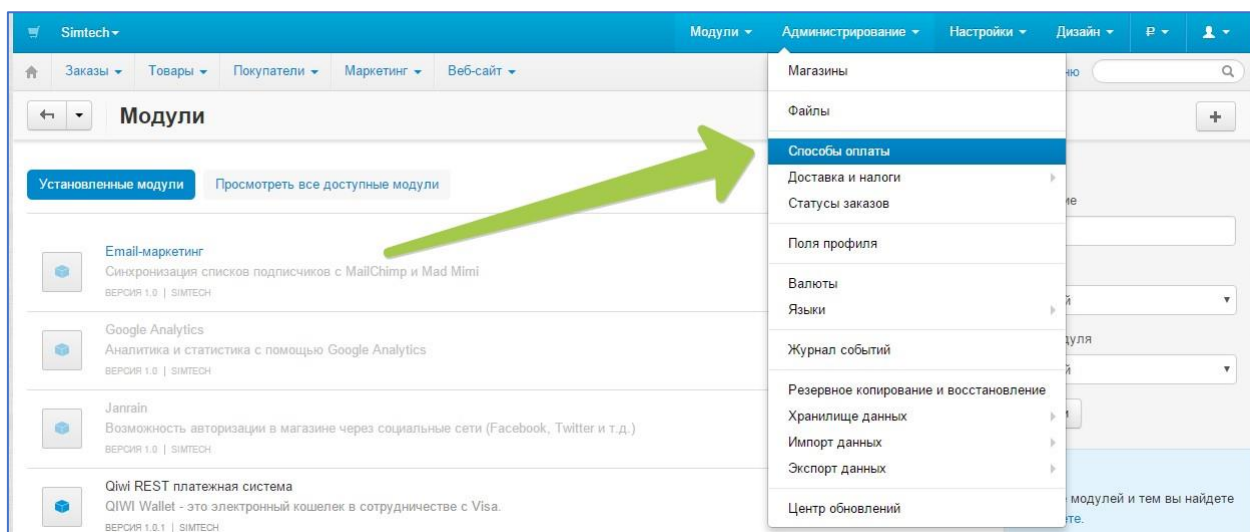 Simtech
Модули Администрирование Настройки Дизайн ₽
Заказы Товары Покупатели Маркетинг Веб-сайт
Модули
Установленные модули Просмотреть все доступные модули
Email-маркетинг
Синхронизация списков подписчиков с MailChimp и Mad Mimi
ВЕРСИЯ 1.0 | SIMTECH
Google Analytics
Аналитика и статистика с помощью Google Analytics
ВЕРСИЯ 1.0 | SIMTECH
Janrain
Возможность авторизации в магазине через социальные сети (Facebook, Twitter и т.д.)
ВЕРСИЯ 1.0 | SIMTECH
Qiwi REST платежная система
QIWI Wallet - это электронный кошелек в сотрудничестве с Visa.
ВЕРСИЯ 1.0.1 | SIMTECH
Магазины
Файлы
Способы оплаты
Доставка и налоги
Статусы заказов
Поля профиля
Валюты
Языки
Журнал событий
Резервное копирование и восстановление
Хранилище данных
Импорт данных
Экспорт данных
Центр обновлений
модулей и тем вы найдете